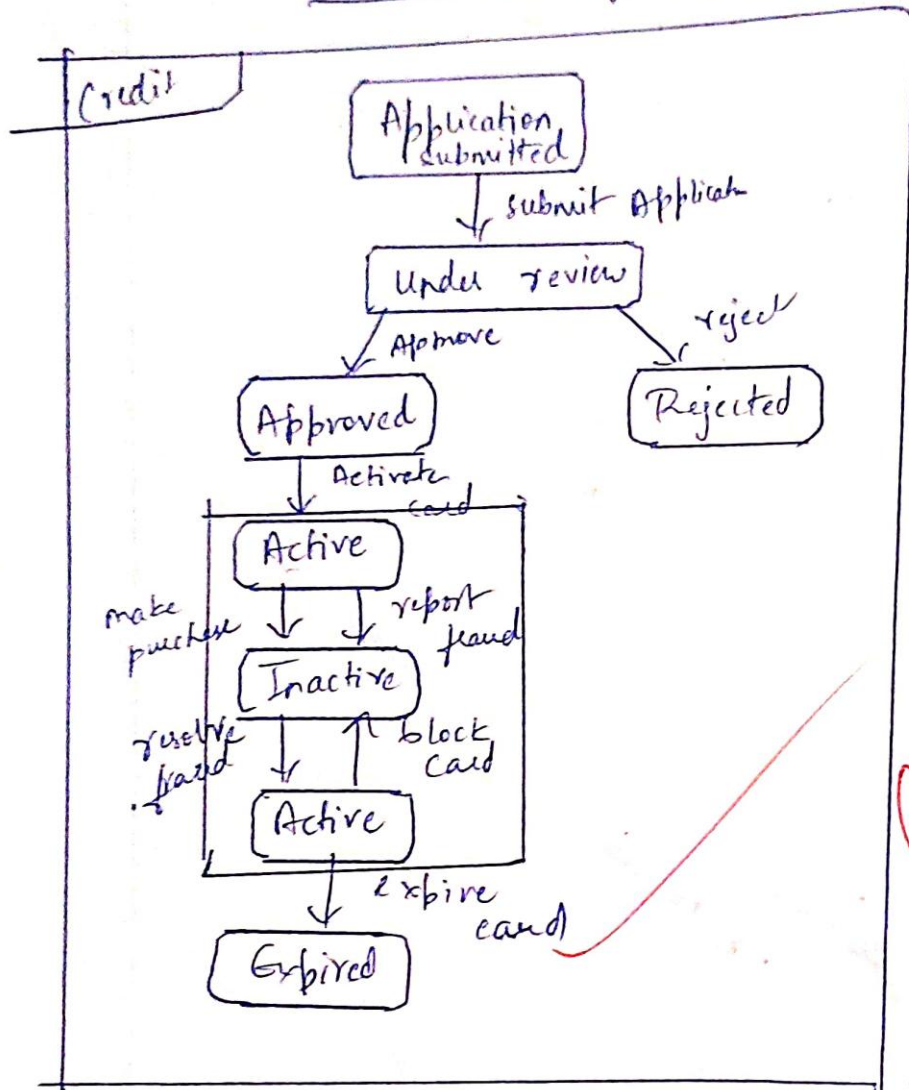 Credit
Application
submitted
submit Applicatn
Under review
Approve
reject
Approved
Rejected
Activate
card
Active
make
purchase
report
fraud
Inactive
resolve
fraud
block
card
Active
Expire
card
Expired